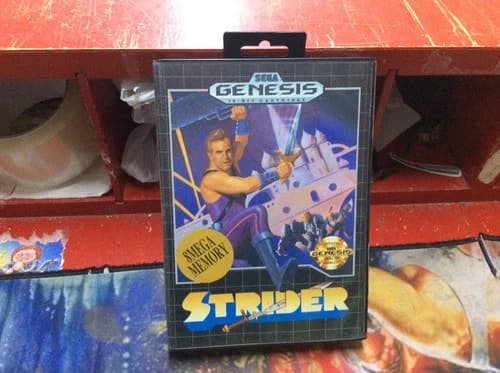 SEGA
GENESIS
16-BIT CARTRIDGE
8 MEGA
MEMORY
GENESIS
STRIDER